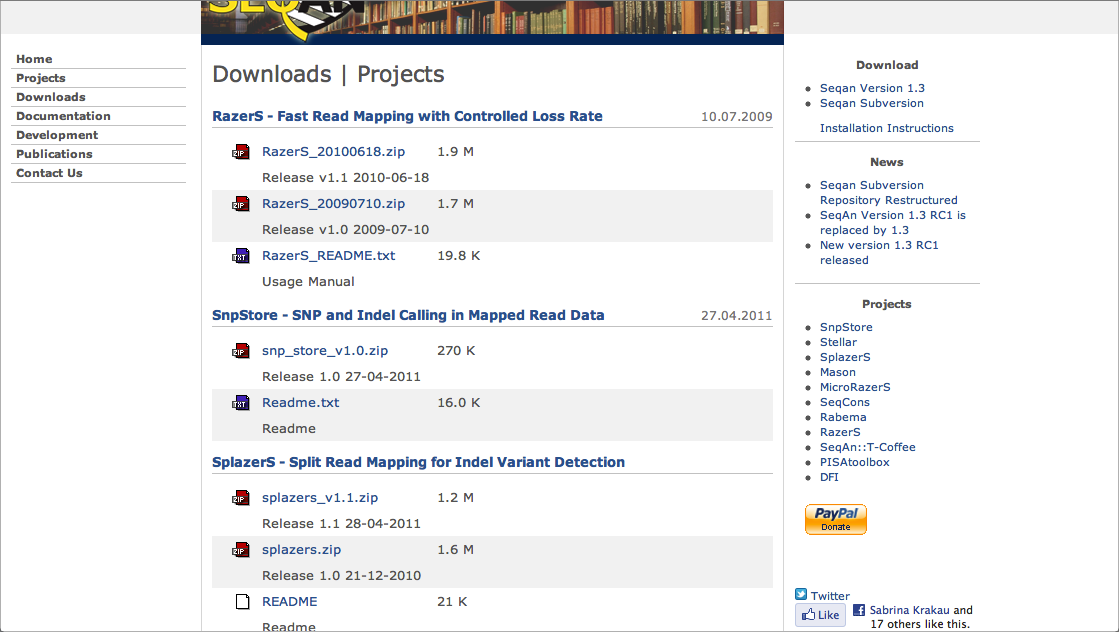 SEQAN
Home
Projects
Downloads
Documentation
Development
Publications
Contact Us
Downloads | Projects
RazerS - Fast Read Mapping with Controlled Loss Rate 10.07.2009
ZIP RazerS_20100618.zip 1.9 M
Release v1.1 2010-06-18
ZIP RazerS_20090710.zip 1.7 M
Release v1.0 2009-07-10
TXT RazerS_README.txt 19.8 K
Usage Manual
SnpStore - SNP and Indel Calling in Mapped Read Data 27.04.2011
ZIP snp_store_v1.0.zip 270 K
Release 1.0 27-04-2011
TXT Readme.txt 16.0 K
Readme
SplazerS - Split Read Mapping for Indel Variant Detection
ZIP splazers_v1.1.zip 1.2 M
Release 1.1 28-04-2011
ZIP splazers.zip 1.6 M
Release 1.0 21-12-2010
README 21 K
Readme
Download
Seqan Version 1.3
Seqan Subversion
Installation Instructions
News
Seqan Subversion
Repository Restructured
SeqAn Version 1.3 RC1 is
replaced by 1.3
New version 1.3 RC1
released
Projects
SnpStore
Stellar
SplazerS
Mason
MicroRazerS
SeqCons
Rabema
RazerS
SeqAn::T-Coffee
PISAtoolbox
DFI
PayPal
Donate
Twitter
Like
Sabrina Krakau and
17 others like this.